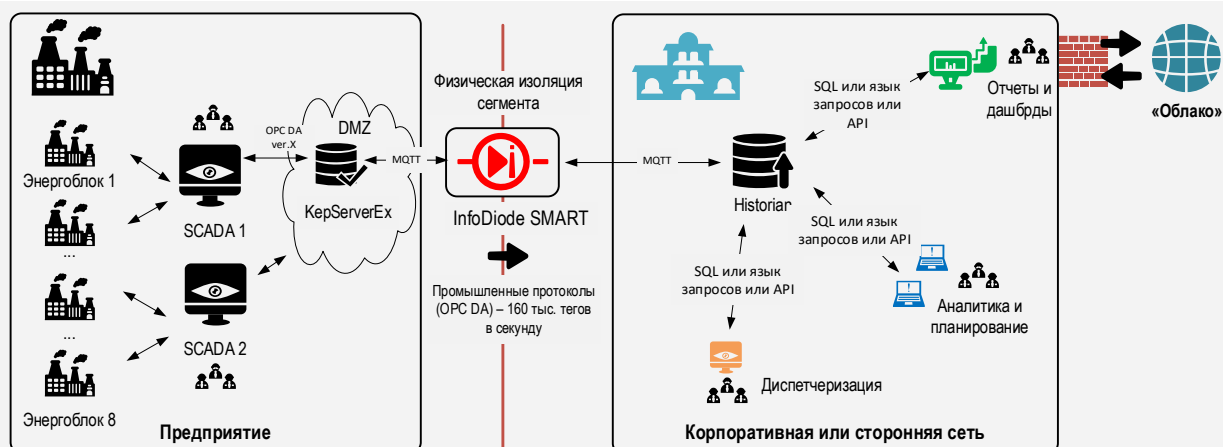 Энергоблок 1
...
...
Энергоблок 8
SCADA 1
SCADA 2
OPC DA
ver.X
DMZ
KepServerEx
Предприятие
MQTT
Физическая изоляция
сегмента
InfoDiode SMART
Промышленные протоколы
(OPC DA) – 160 тыс. тегов
в секунду
MQTT
Historian
SQL или язык
запросов или
API
Отчеты и
дашбрды
SQL или язык
запросов или API
Аналитика и
планирование
SQL или язык
запросов или API
Диспетчеризация
Корпоративная или сторонняя сеть
«Облако»